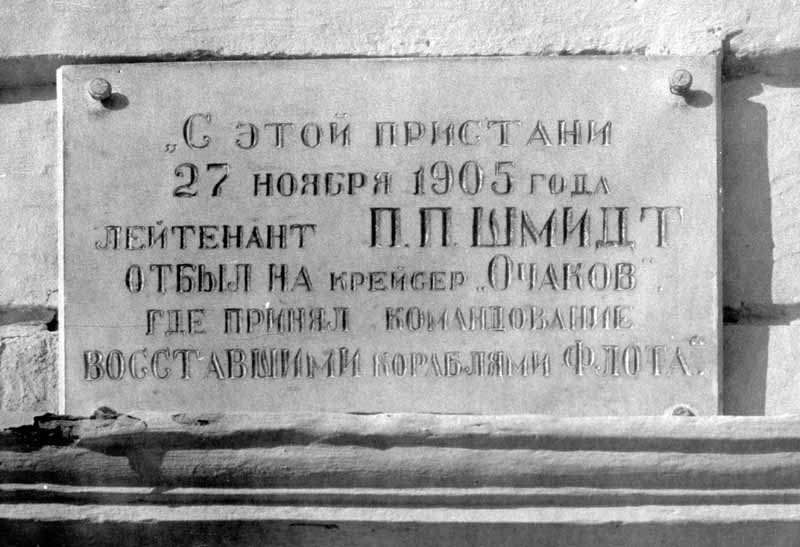 „С ЭТОЙ ПРИСТАНИ
27 НОЯБРЯ 1905 ГОДА
ЛЕЙТЕНАНТ П.П. ШМИДТ
ОТБЫЛ НА КРЕЙСЕР „ОЧАКОВ“,
ГДЕ ПРИНЯЛ КОМАНДОВАНИЕ
ВОССТАВШИМИ КОРАБЛЯМИ ФЛОТА“.